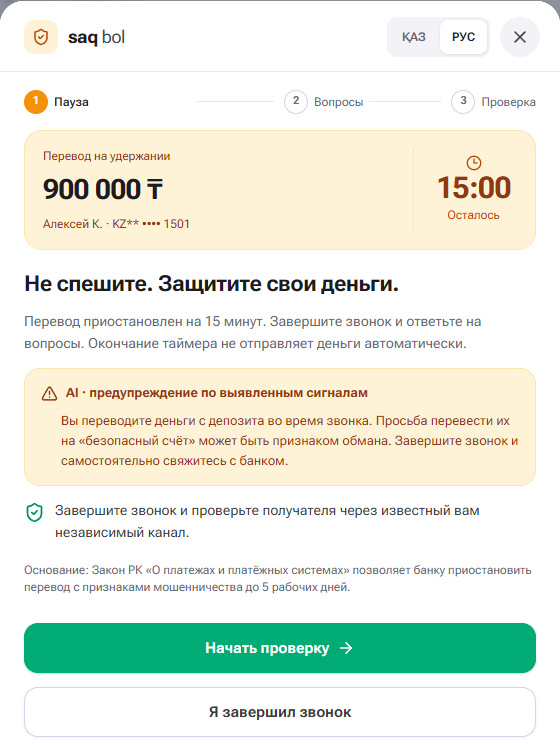 saq bol
ҚАЗ
РУС
1 Пауза
2 Вопросы
3 Проверка
Перевод на удержании
900 000 ₸
Алексей К. · KZ** •••• 1501
15:00
Осталось
Не спешите. Защитите свои деньги.
Перевод приостановлен на 15 минут. Завершите звонок и ответьте на
вопросы. Окончание таймера не отправляет деньги автоматически.
AI · предупреждение по выявленным сигналам
Вы переводите деньги с депозита во время звонка. Просьба перевести их
на «безопасный счёт» может быть признаком обмана. Завершите звонок и
самостоятельно свяжитесь с банком.
Завершите звонок и проверьте получателя через известный вам
независимый канал.
Основание: Закон РК «О платежах и платёжных системах» позволяет банку приостановить
перевод с признаками мошенничества до 5 рабочих дней.
Начать проверку →
Я завершил звонок